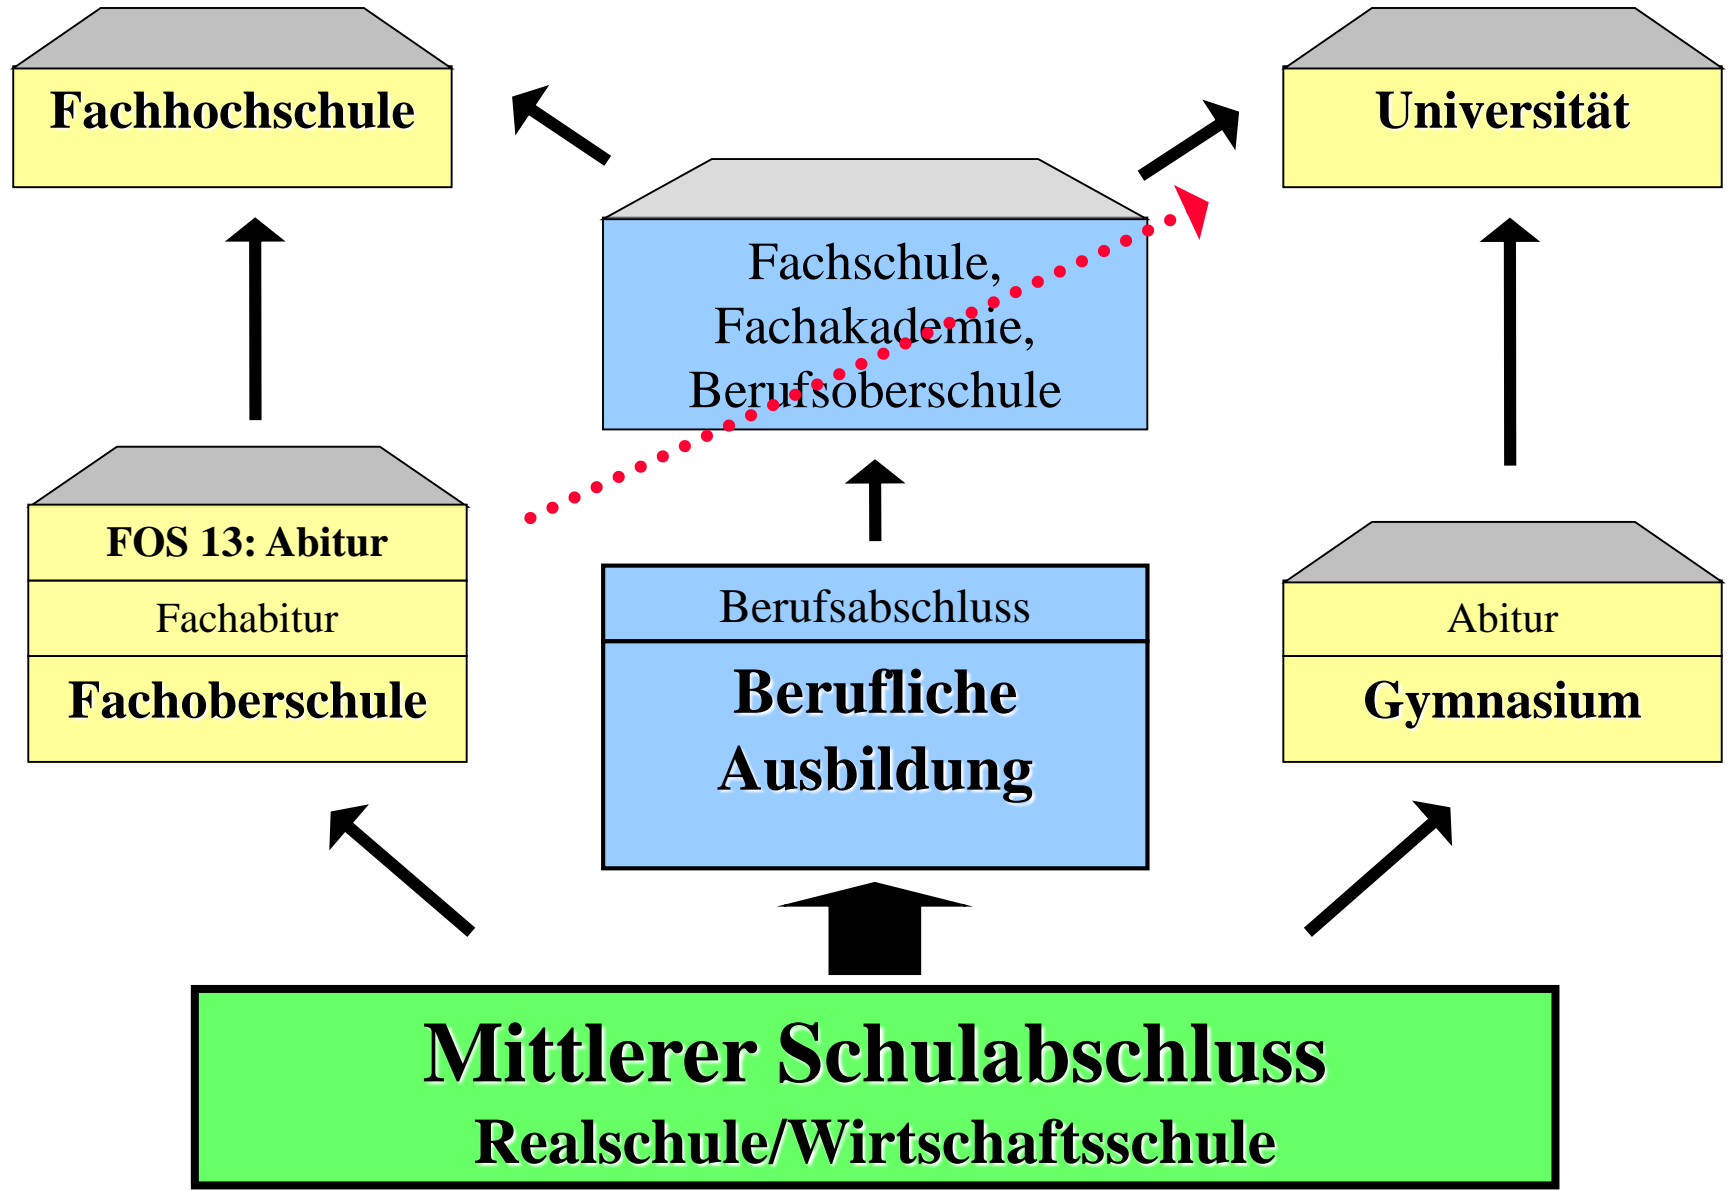 Fachhochschule
Universität
Fachschule,
Fachakademie,
Berufsoberschule
FOS 13: Abitur
Fachabitur
Fachoberschule
Berufsabschluss
Berufliche
Ausbildung
Abitur
Gymnasium
Mittlerer Schulabschluss
Realschule/Wirtschaftsschule